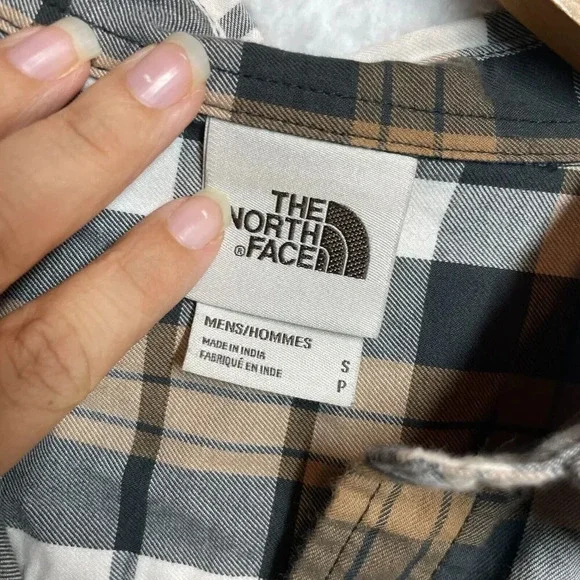 THE
NORTH
® FACE
MENS/HOMMES
MADE IN INDIA
FABRIQUÉ EN INDE
S
P